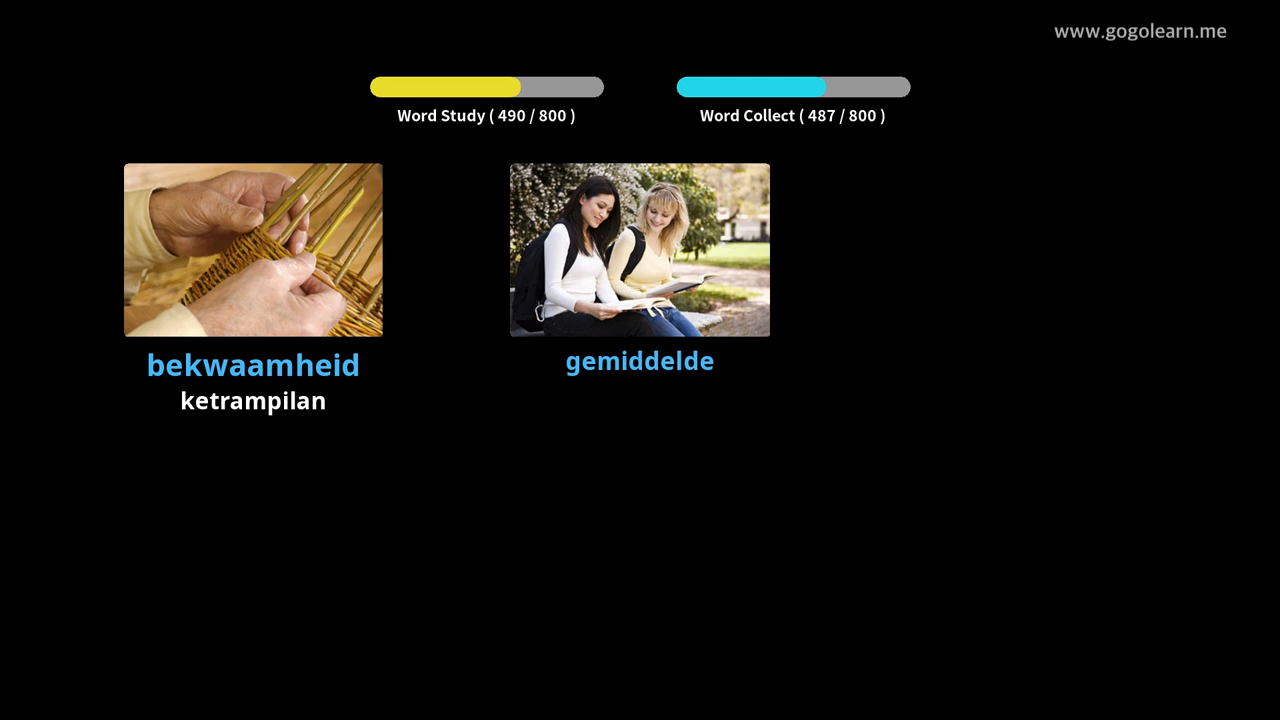 www.gogolearn.me
Word Study ( 490 / 800 )
Word Collect ( 487 / 800 )
bekwaamheid
ketrampilan
gemiddelde